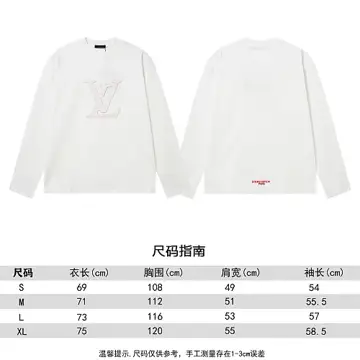 LV
尺码指南
尺码 衣长(cm) 胸围(cm) 肩宽(cm) 袖长(cm)
S 69 108 49 54
M 71 112 51 55.5
L 73 116 53 57
XL 75 120 55 58.5
温馨提示.尺码仅供参考，手工测量存在1-3cm误差